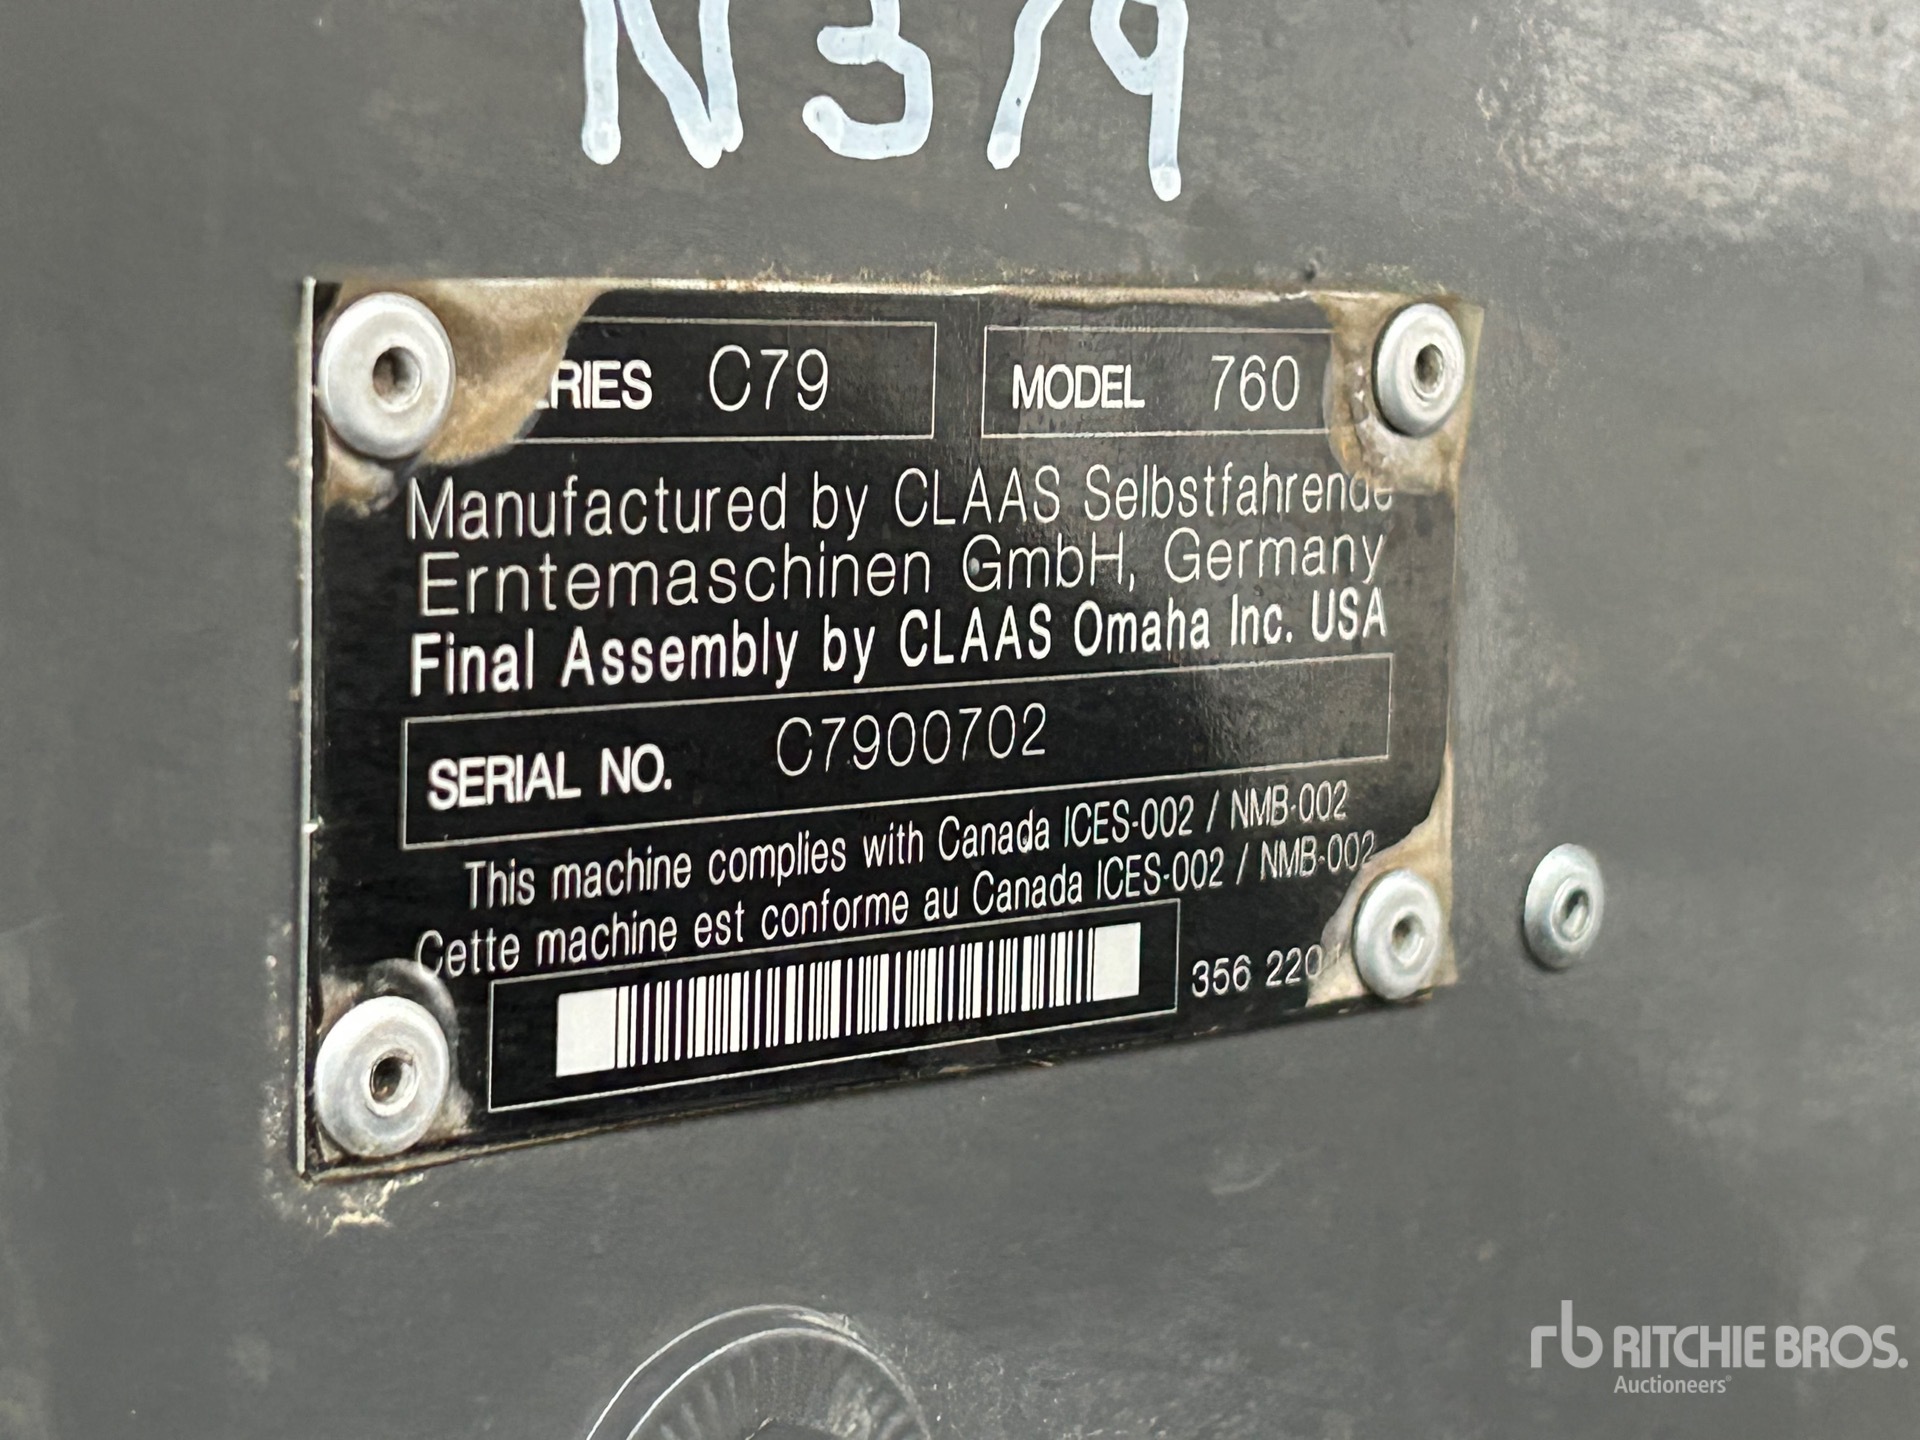 N379
SERIES C79
MODEL 760
Manufactured by CLAAS Selbstfahrende
Erntemaschinen GmbH, Germany
Final Assembly by CLAAS Omaha Inc. USA
SERIAL NO. C7900702
This machine complies with Canada ICES-002 / NMB-002
Cette machine est conforme au Canada ICES-002 / NMB-002
356 220
rb RITCHIE BROS.
Auctioneers